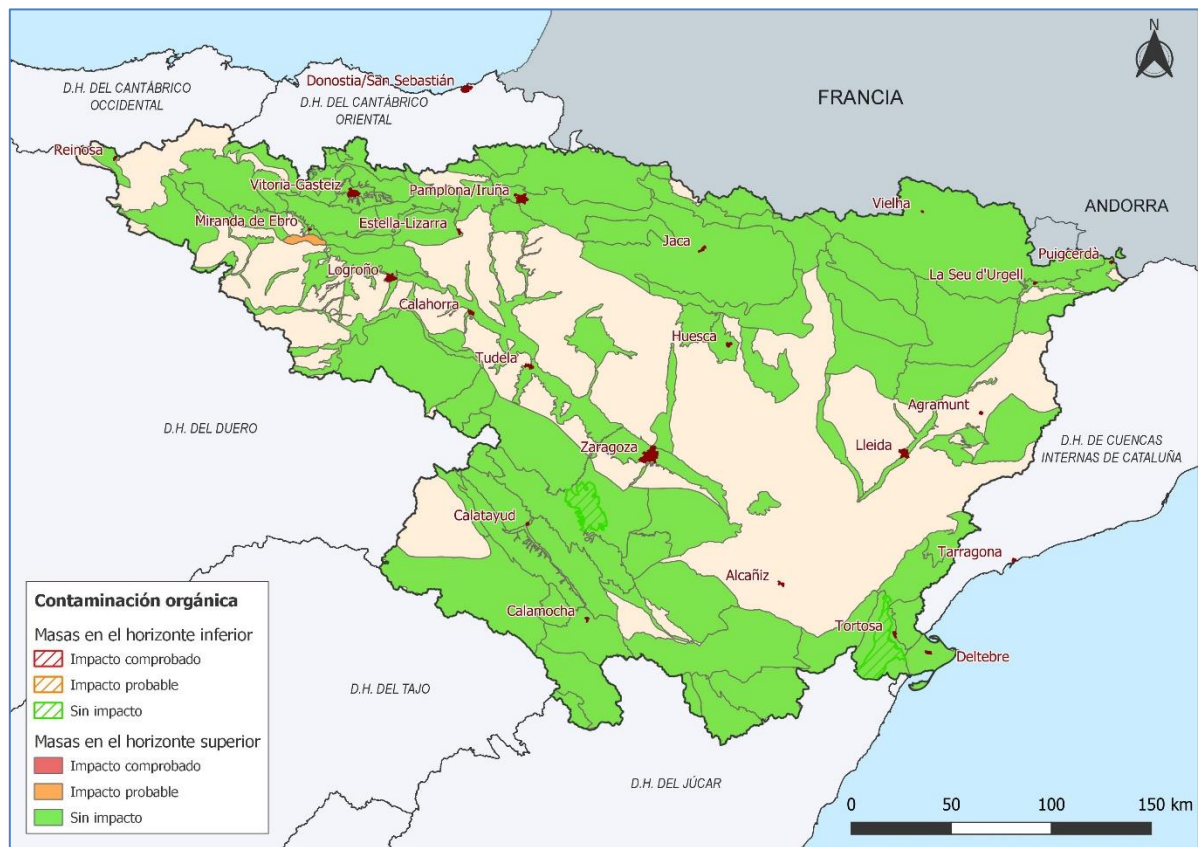 N
D.H. DEL CANTÁBRICO
OCCIDENTAL
Donostia/San Sebastián
D.H. DEL CANTÁBRICO
ORIENTAL
FRANCIA
Reinosa
Vitoria-Gasteiz
Pamplona/Iruña
Vielha
ANDORRA
Miranda de Ebro
Estella-Lizarra
Jaca
Puigcerdà
La Seu d'Urgell
Logroño
Calahorra
Huesca
Tudela
Agramunt
D.H. DEL DUERO
Lleida
D.H. DE CUENCAS
INTERNAS DE CATALUÑA
Zaragoza
Calatayud
Tarragona
Alcañiz
Calamocha
Tortosa
Deltebre
D.H. DEL TAJO
D.H. DEL JÚCAR
Contaminación orgánica
Masas en el horizonte inferior
Impacto comprobado
Impacto probable
Sin impacto
Masas en el horizonte superior
Impacto comprobado
Impacto probable
Sin impacto
0 50 100 150 km